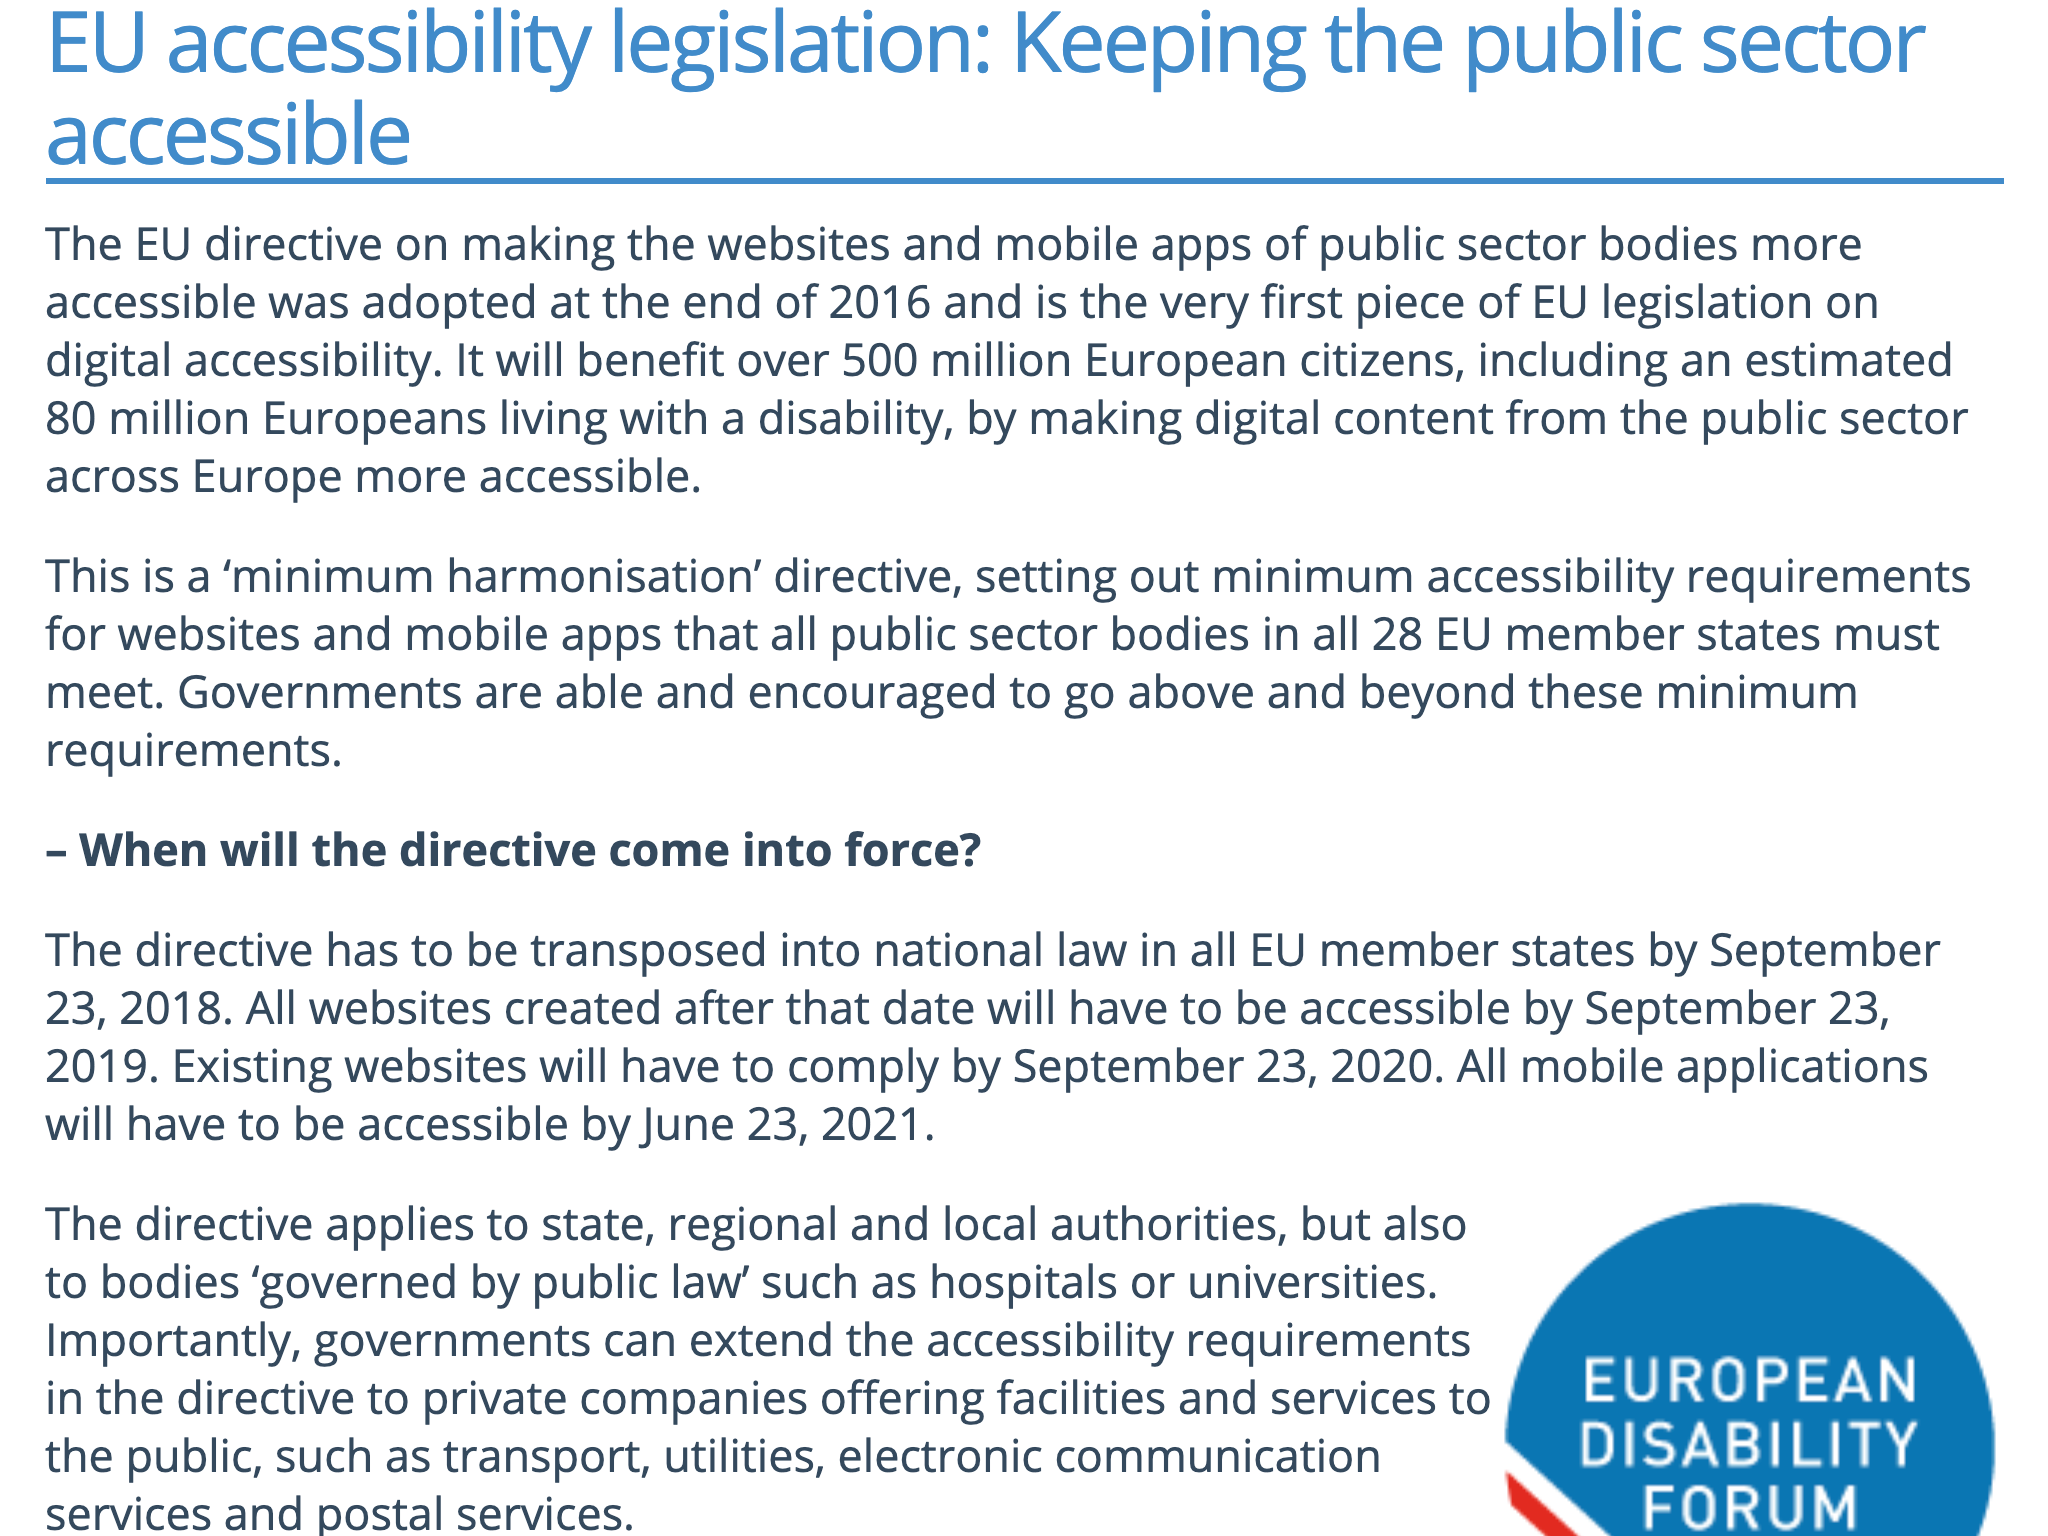 EU accessibility legislation: Keeping the public sector
accessible
The EU directive on making the websites and mobile apps of public sector bodies more
accessible was adopted at the end of 2016 and is the very first piece of EU legislation on
digital accessibility. It will benefit over 500 million European citizens, including an estimated
80 million Europeans living with a disability, by making digital content from the public sector
across Europe more accessible.
This is a ‘minimum harmonisation’ directive, setting out minimum accessibility requirements
for websites and mobile apps that all public sector bodies in all 28 EU member states must
meet. Governments are able and encouraged to go above and beyond these minimum
requirements.
– When will the directive come into force?
The directive has to be transposed into national law in all EU member states by September
23, 2018. All websites created after that date will have to be accessible by September 23,
2019. Existing websites will have to comply by September 23, 2020. All mobile applications
will have to be accessible by June 23, 2021.
The directive applies to state, regional and local authorities, but also
to bodies ‘governed by public law’ such as hospitals or universities.
Importantly, governments can extend the accessibility requirements
in the directive to private companies offering facilities and services to
the public, such as transport, utilities, electronic communication
services and postal services.
EUROPEAN
DISABILITY
FORUM